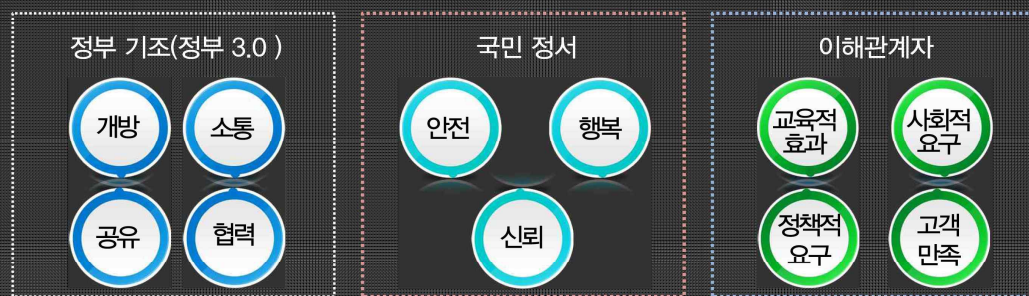 정부 기조(정부 3.0 )
개방
소통
공유
협력
국민 정서
안전
행복
신뢰
이해관계자
교육적
효과
사회적
요구
정책적
요구
고객
만족